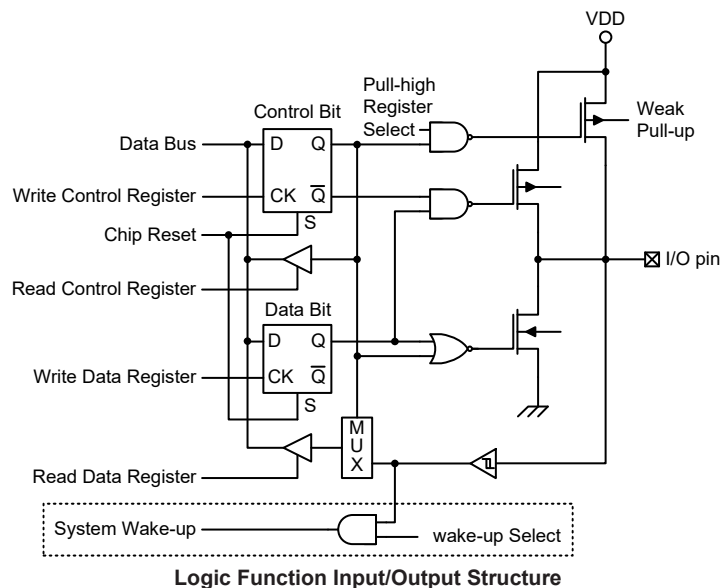 VDD
Pull-high
Register
Select
Control Bit
Weak
Pull-up
Data Bus
D
Q
Write Control Register
CK
Q
S
Chip Reset
I/O pin
Read Control Register
Data Bit
D
Q
Write Data Register
CK
Q
S
M
U
X
Read Data Register
System Wake-up
wake-up Select
Logic Function Input/Output Structure